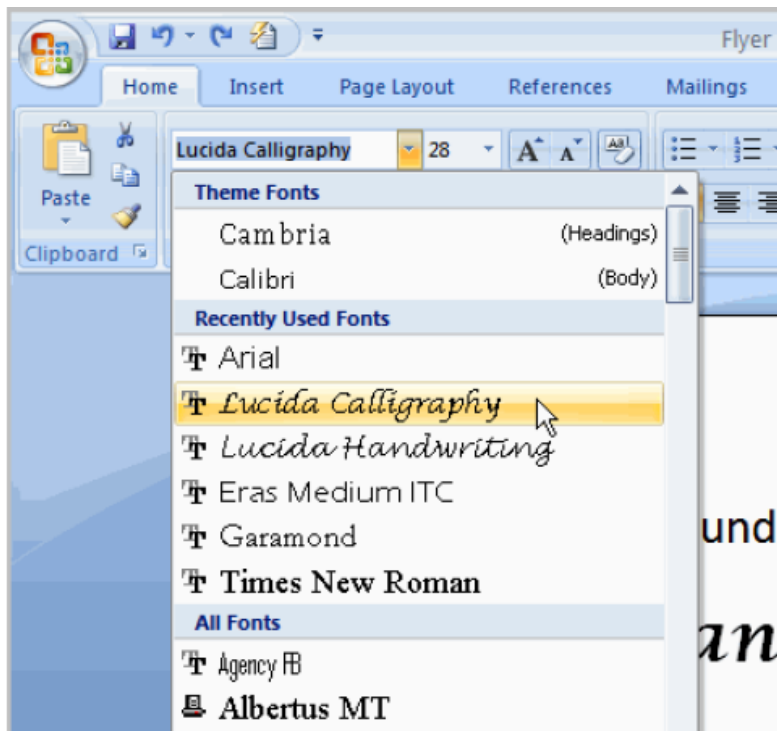 Flyer
Home Insert Page Layout References Mailings
Lucida Calligraphy 28 A A Aa
Paste
Clipboard
Theme Fonts
Cambria (Headings)
Calibri (Body)
Recently Used Fonts
Arial
Lucida Calligraphy
Lucida Handwriting
Eras Medium ITC
Garamond
Times New Roman
All Fonts
Agency FB
Albertus MT
und
an